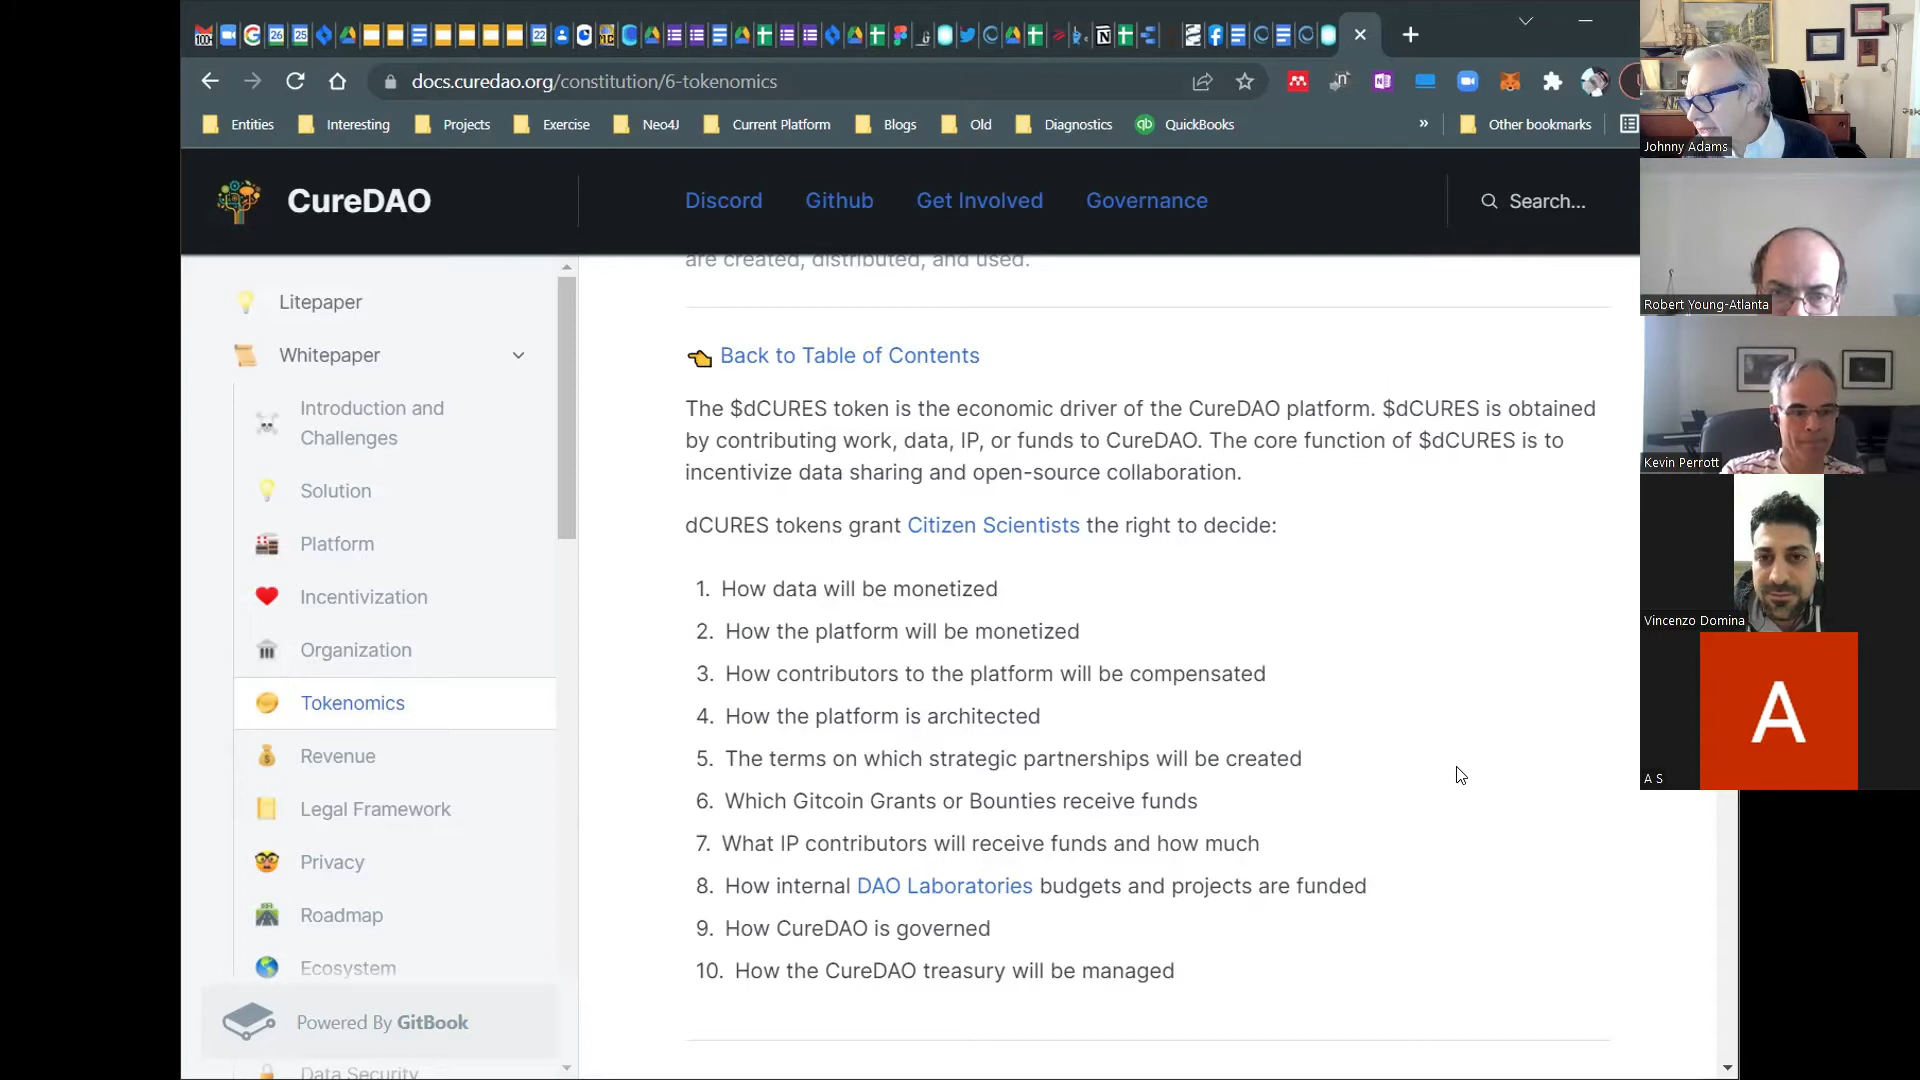 docs.curedao.org/constitution/6-tokenomics
Entities
Interesting
Projects
Exercise
Neo4J
Current Platform
Blogs
Old
Diagnostics
QuickBooks
»
Other bookmarks
CureDAO
Discord
Github
Get Involved
Governance
Search...
Litepaper
Whitepaper
Introduction and
Challenges
Solution
Platform
Incentivization
Organization
Tokenomics
Revenue
Legal Framework
Privacy
Roadmap
Ecosystem
Powered By GitBook
Data Security
are created, distributed, and used.
Back to Table of Contents
The $dCURES token is the economic driver of the CureDAO platform. $dCURES is obtained
by contributing work, data, IP, or funds to CureDAO. The core function of $dCURES is to
incentivize data sharing and open-source collaboration.
dCURES tokens grant Citizen Scientists the right to decide:
1. How data will be monetized
2. How the platform will be monetized
3. How contributors to the platform will be compensated
4. How the platform is architected
5. The terms on which strategic partnerships will be created
6. Which Gitcoin Grants or Bounties receive funds
7. What IP contributors will receive funds and how much
8. How internal DAO Laboratories budgets and projects are funded
9. How CureDAO is governed
10. How the CureDAO treasury will be managed
Johnny Adams
Robert Young-Atlanta
Kevin Perrott
Vincenzo Domina
A
A S